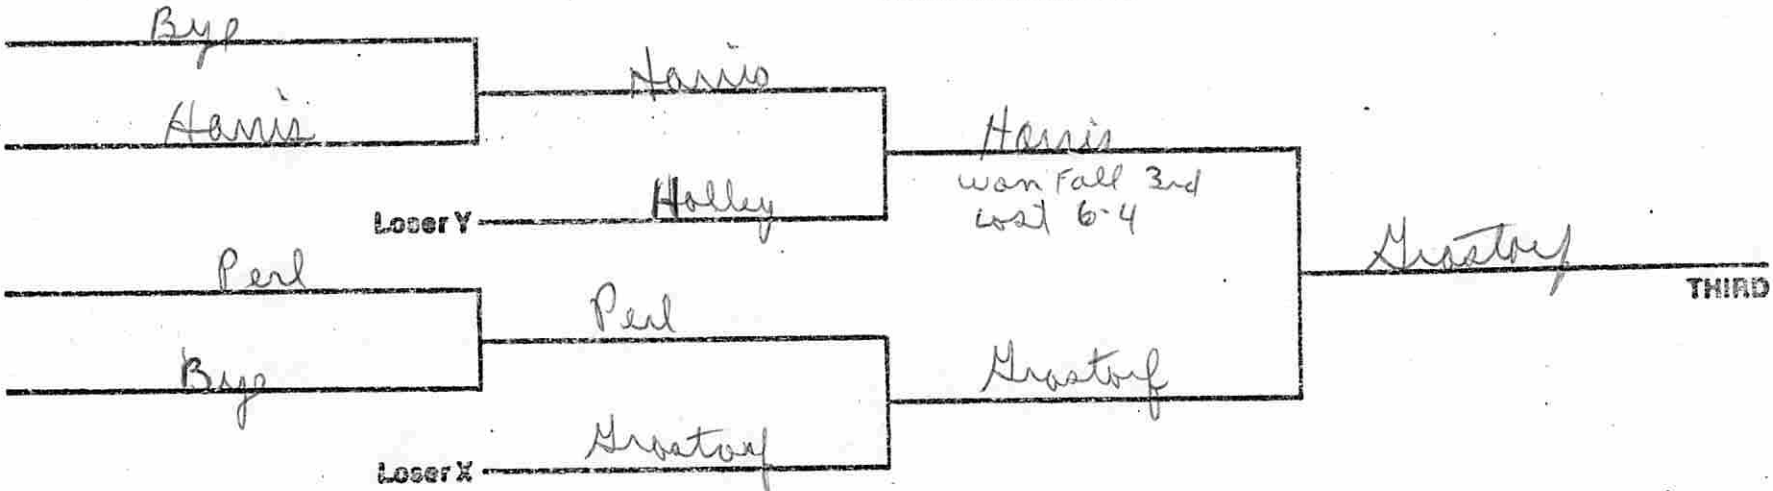 Bye
Harris
Harris
Loser Y Holley
Harris
won Fall 3rd
Lost 6-4
Perl
Bye
Perl
Loser X Grastorf
Grastorf
Grastorf
THIRD